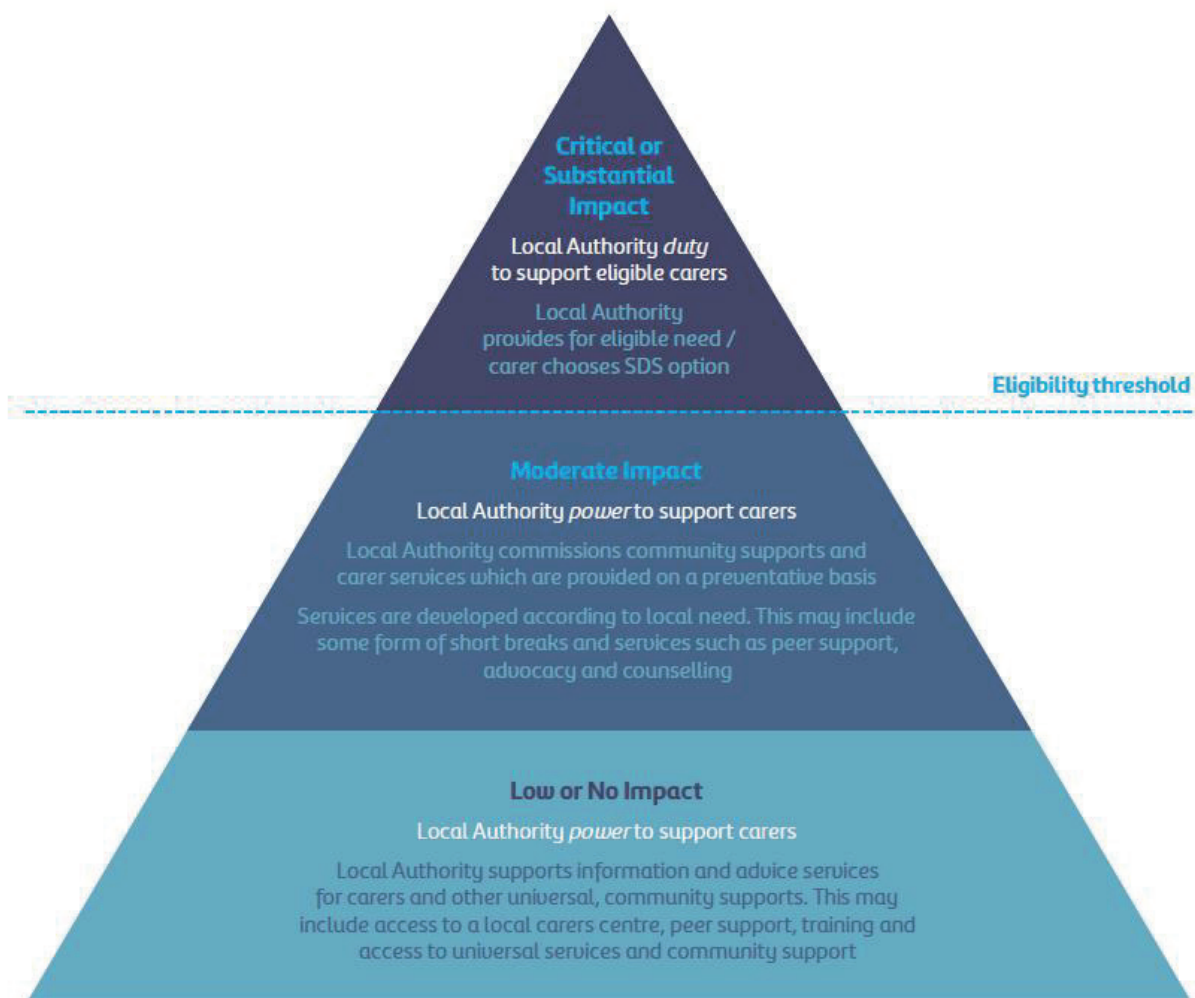 Critical or
Substantial
Impact
Local Authority duty
to support eligible carers
Local Authority
provides for eligible need /
carer chooses SDS option
Eligibility threshold
Moderate Impact
Local Authority power to support carers
Local Authority commissions community supports and
carer services which are provided on a preventative basis
Services are developed according to local need. This may include
some form of short breaks and services such as peer support,
advocacy and counselling
Low or No Impact
Local Authority power to support carers
Local Authority supports information and advice services
for carers and other universal, community supports. This may
include access to a local carers centre, peer support, training and
access to universal services and community support